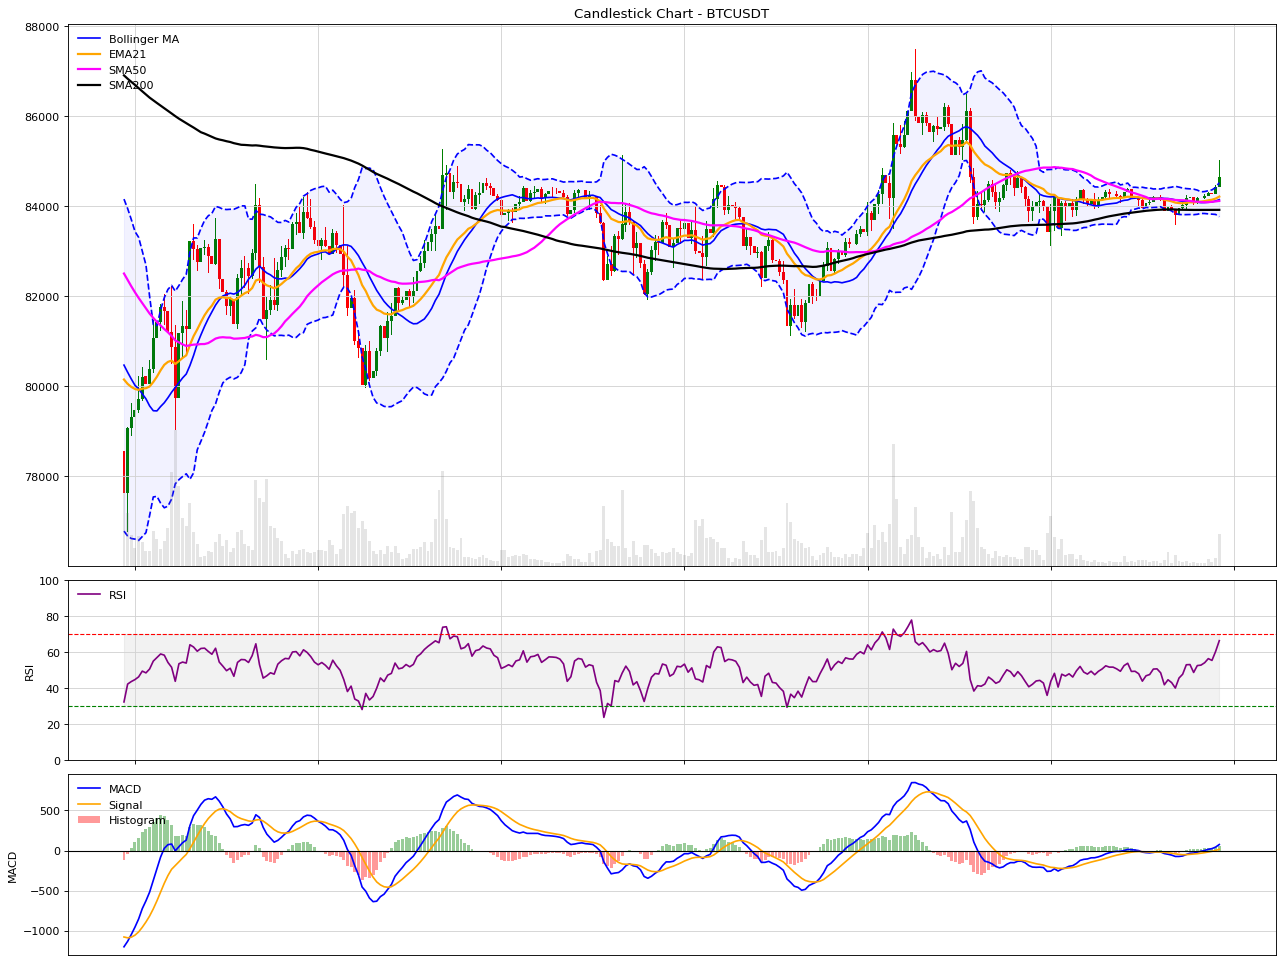 Candlestick Chart - BTCUSDT
88000
86000
84000
82000
80000
78000
Bollinger MA
EMA21
SMA50
SMA200
100
80
60
40
20
0
RSI
RSI
500
0
−500
−1000
MACD
MACD
Signal
Histogram